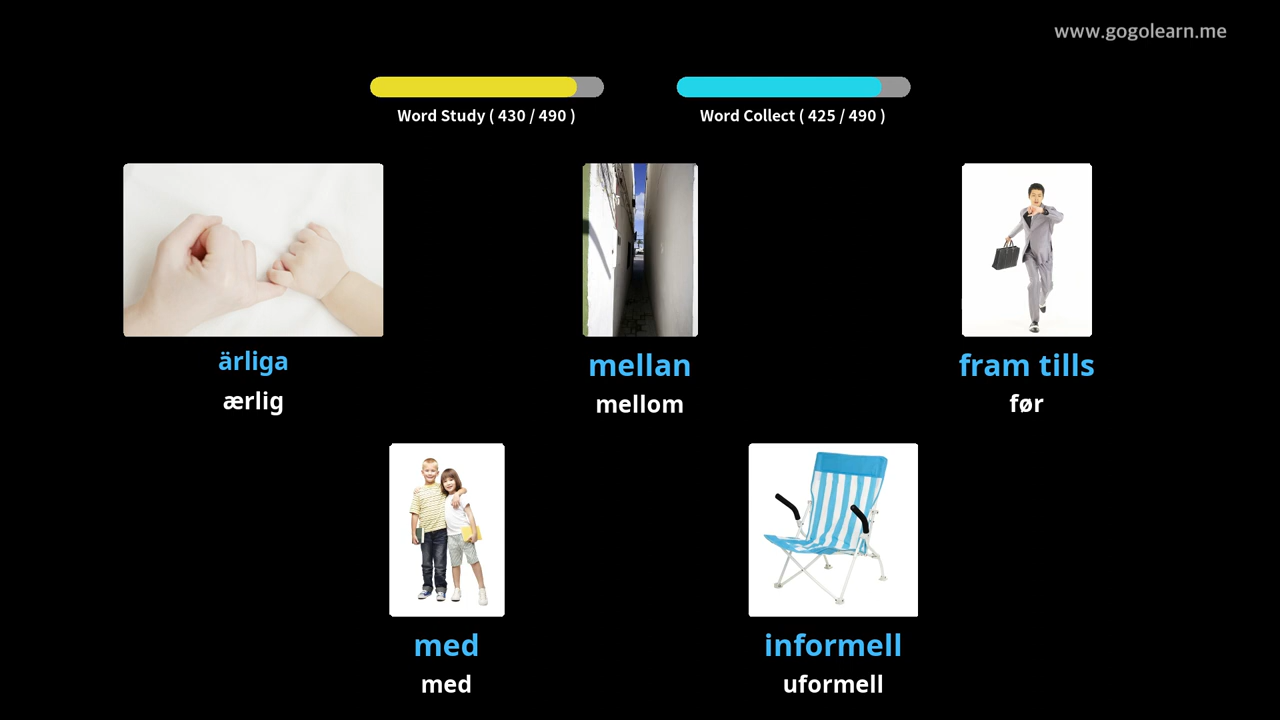 www.gogolearn.me
Word Study ( 430 / 490 )
Word Collect ( 425 / 490 )
ärliga
ærlig
mellan
mellom
fram tills
før
med
med
informell
uformell